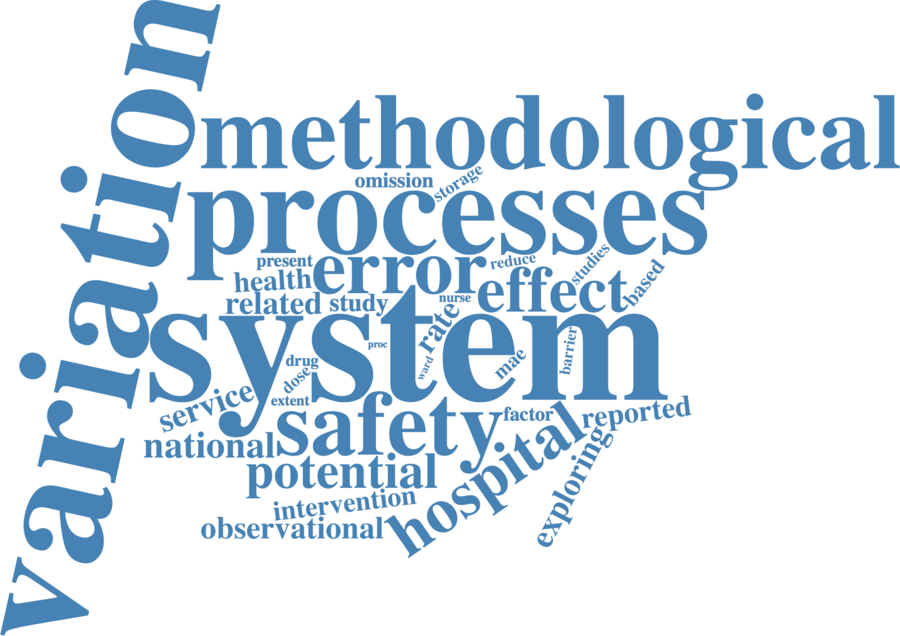 variation
methodological
processes
omission
storage
present
health
error
reduce
studies
related study
nurse
effect
based
system
rate
proc
ward
mae
barrier
drug
dose
extent
service
national
safety
factor
reported
potential
hospital
exploring
intervention
observational